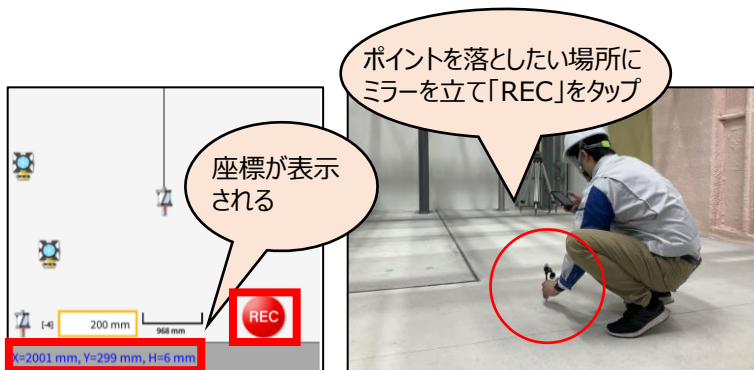 ポイントを落としたい場所に
ミラーを立て「REC」をタップ
座標が表示
される
[-4]
200 mm
968 mm
REC
X=2001 mm, Y=299 mm, H=6 mm